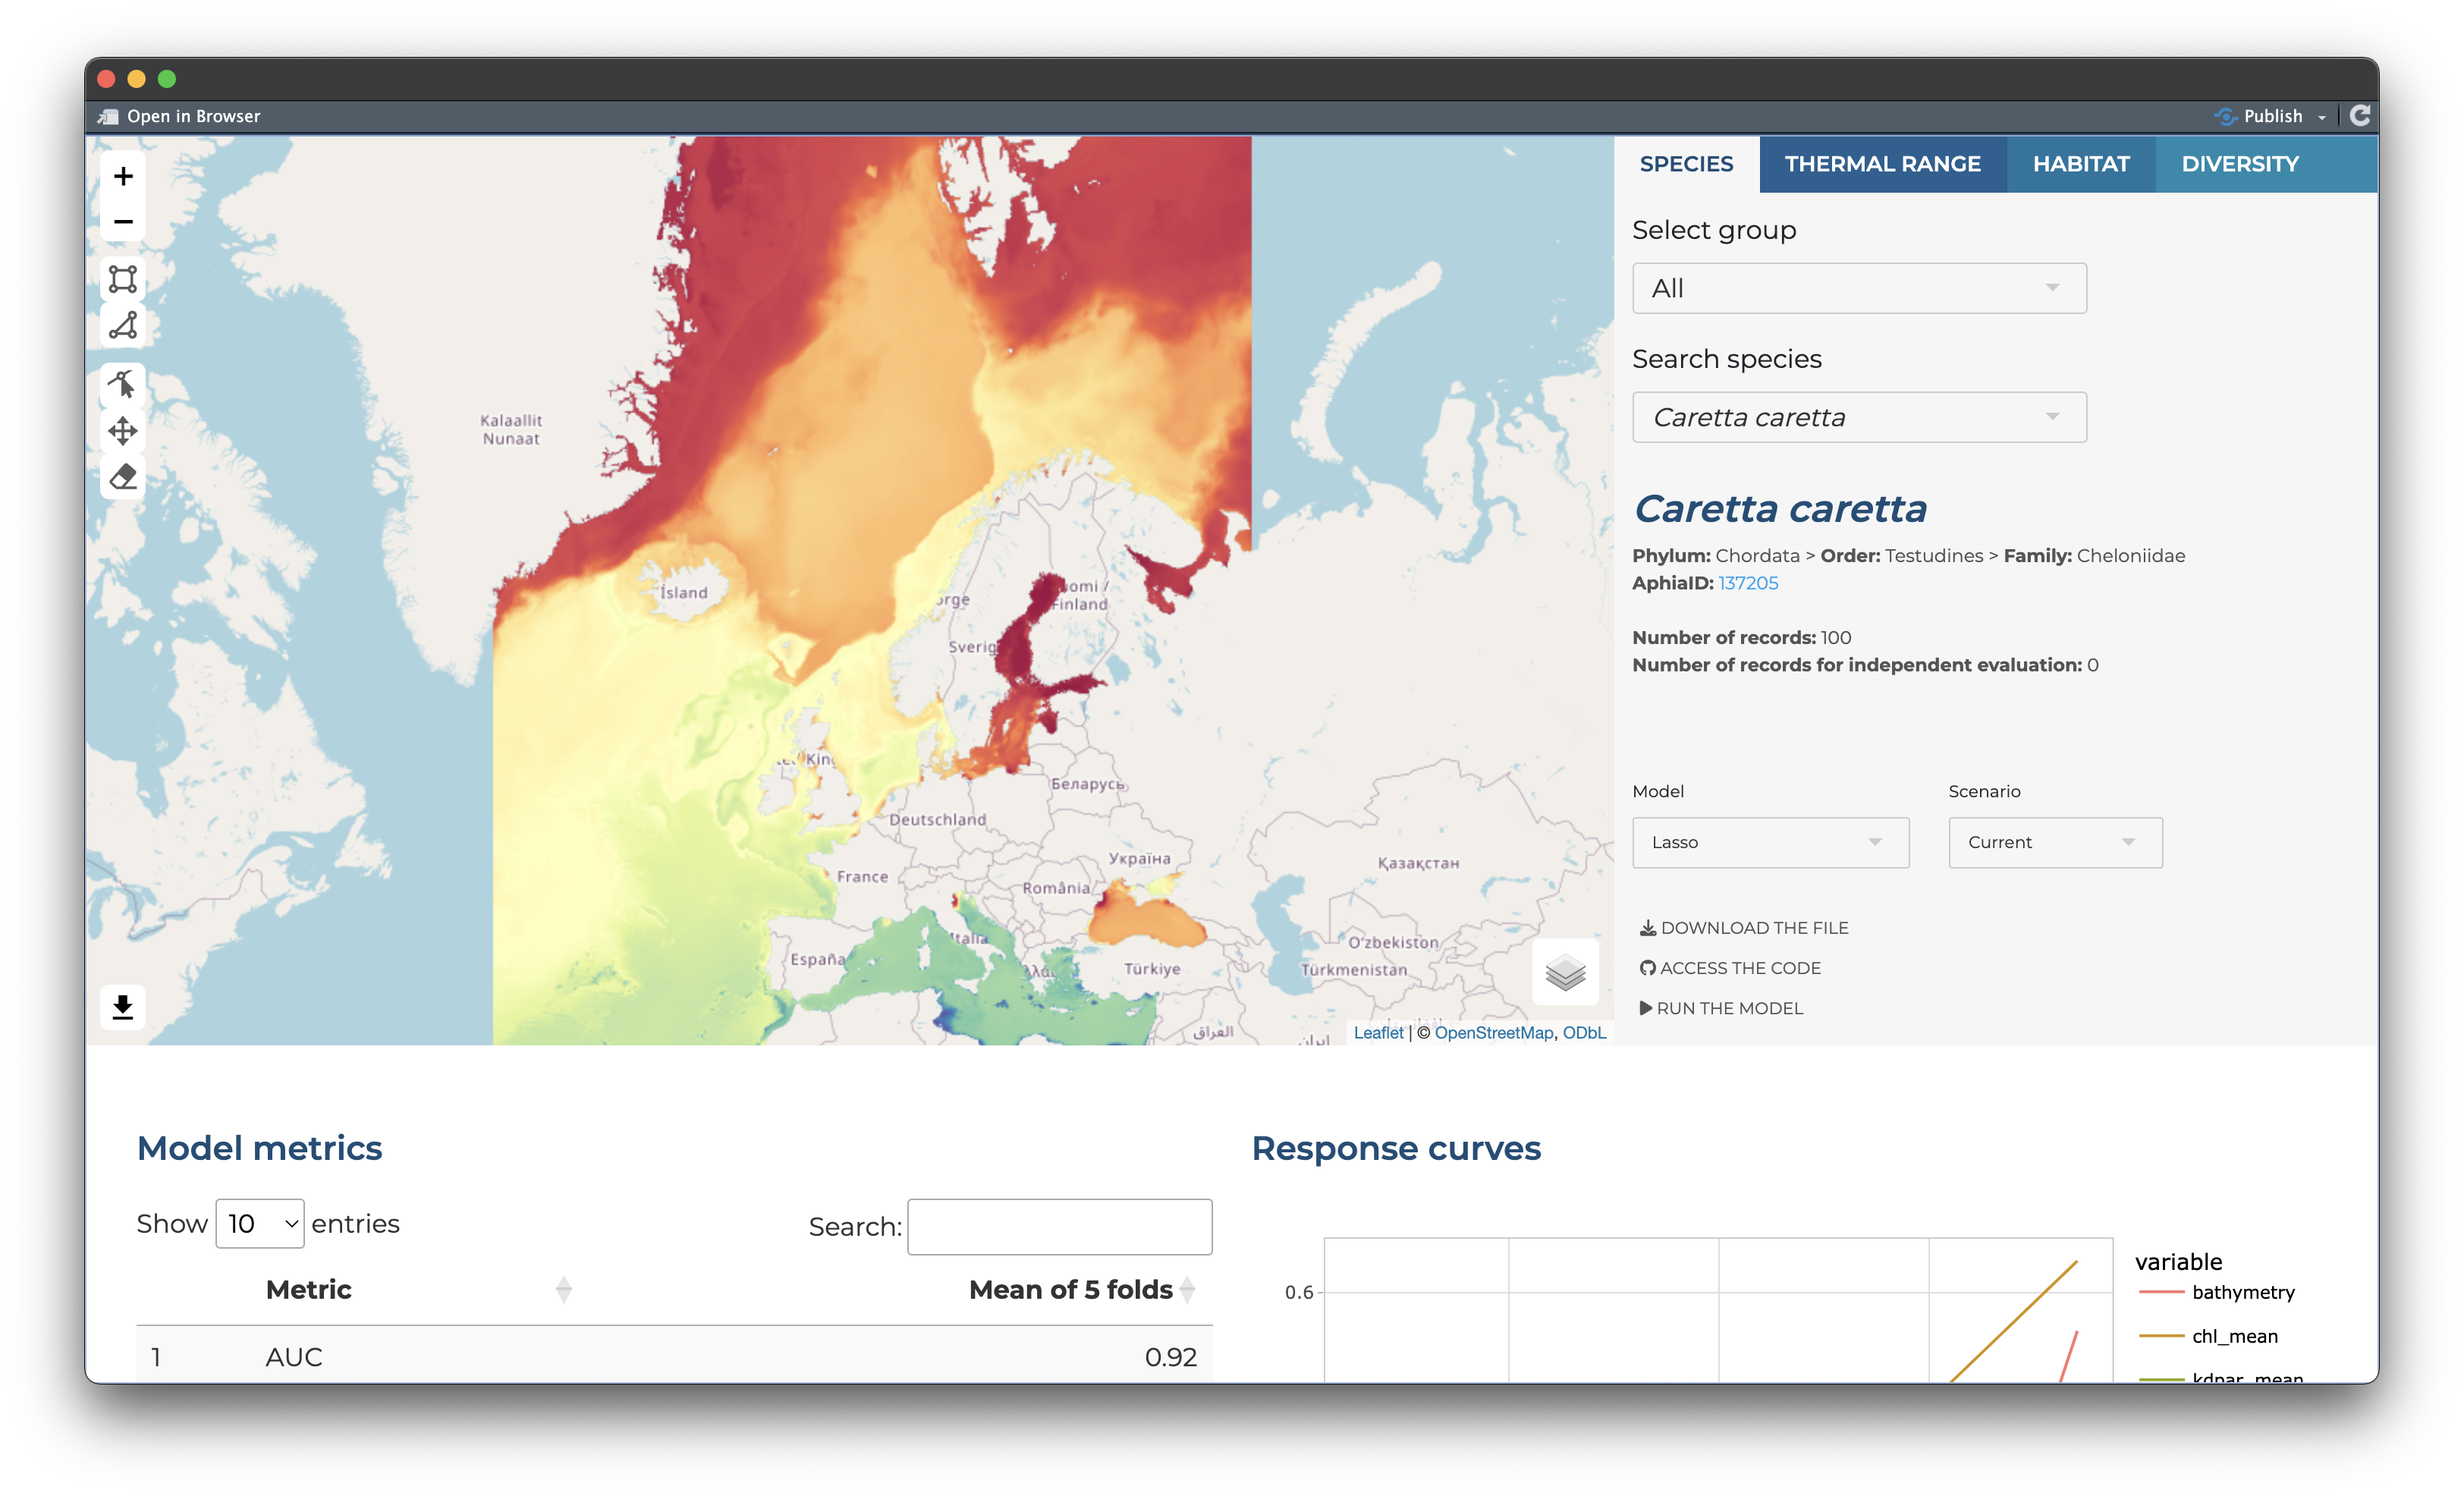 Open in Browser
Publish
SPECIES
THERMAL RANGE
HABITAT
DIVERSITY
Select group
All
Search species
Caretta caretta
Caretta caretta
Phylum: Chordata > Order: Testudines > Family: Cheloniidae
AphiaID: 137205
Number of records: 100
Number of records for independent evaluation: 0
Model
Scenario
Lasso
Current
DOWNLOAD THE FILE
ACCESS THE CODE
RUN THE MODEL
Kalaallit
Nunaat
Ísland
Finland
Беларусь
Deutschland
Україна
France
România
Қазақстан
Italia
O'zbekiston
España
Türkiye
Türkmenistan
العراق
Leaflet | © OpenStreetMap, ODbL
Model metrics
Response curves
Show 10 entries
Search:
Metric
Mean of 5 folds
1 AUC 0.92
0.6
variable
bathymetry
chl_mean
kdpar_mean